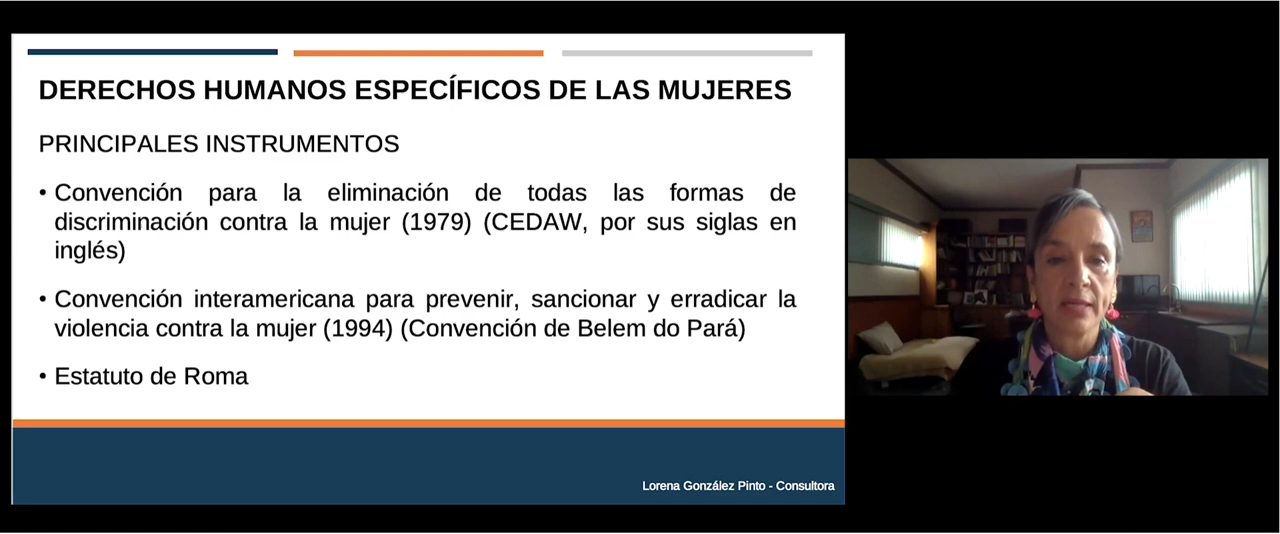 DERECHOS HUMANOS ESPECÍFICOS DE LAS MUJERES
PRINCIPALES INSTRUMENTOS
• Convención para la eliminación de todas las formas de
discriminación contra la mujer (1979) (CEDAW, por sus siglas en
inglés)
• Convención interamericana para prevenir, sancionar y erradicar la
violencia contra la mujer (1994) (Convención de Belem do Pará)
• Estatuto de Roma
Lorena González Pinto - Consultora